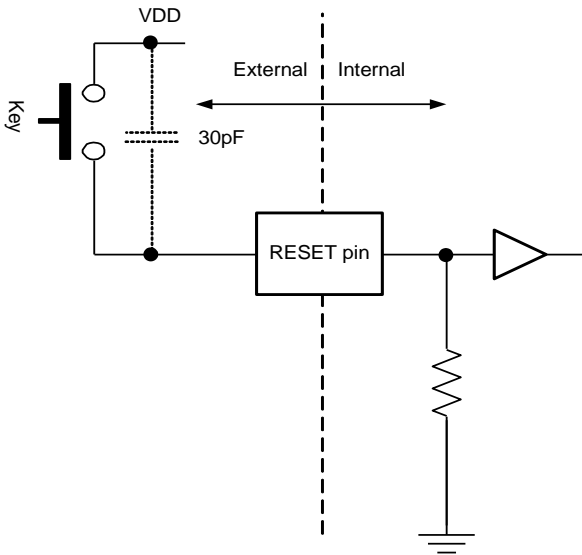 VDD
External
Internal
Key
30pF
RESET pin